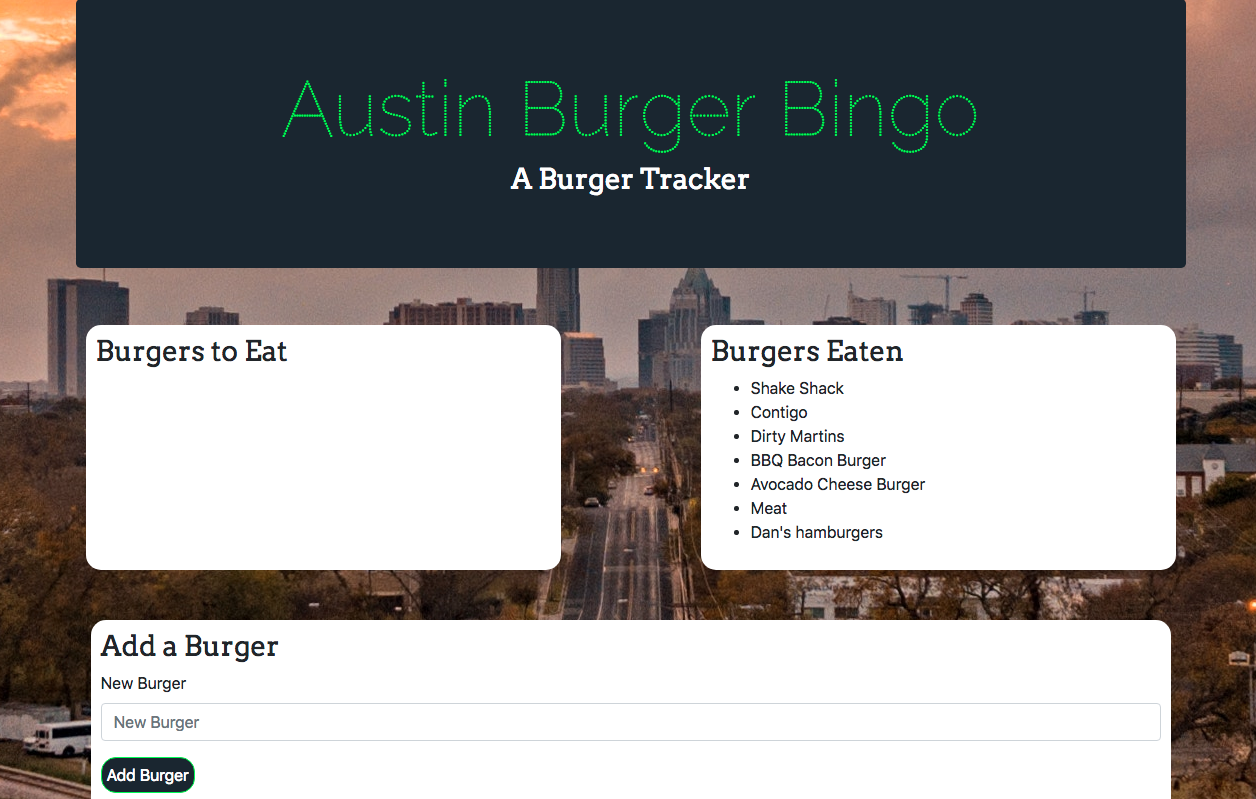 Austin Burger Bingo
A Burger Tracker
Burgers to Eat
Burgers Eaten
Shake Shack
Contigo
Dirty Martins
BBQ Bacon Burger
Avocado Cheese Burger
Meat
Dan's hamburgers
Add a Burger
New Burger
New Burger
Add Burger